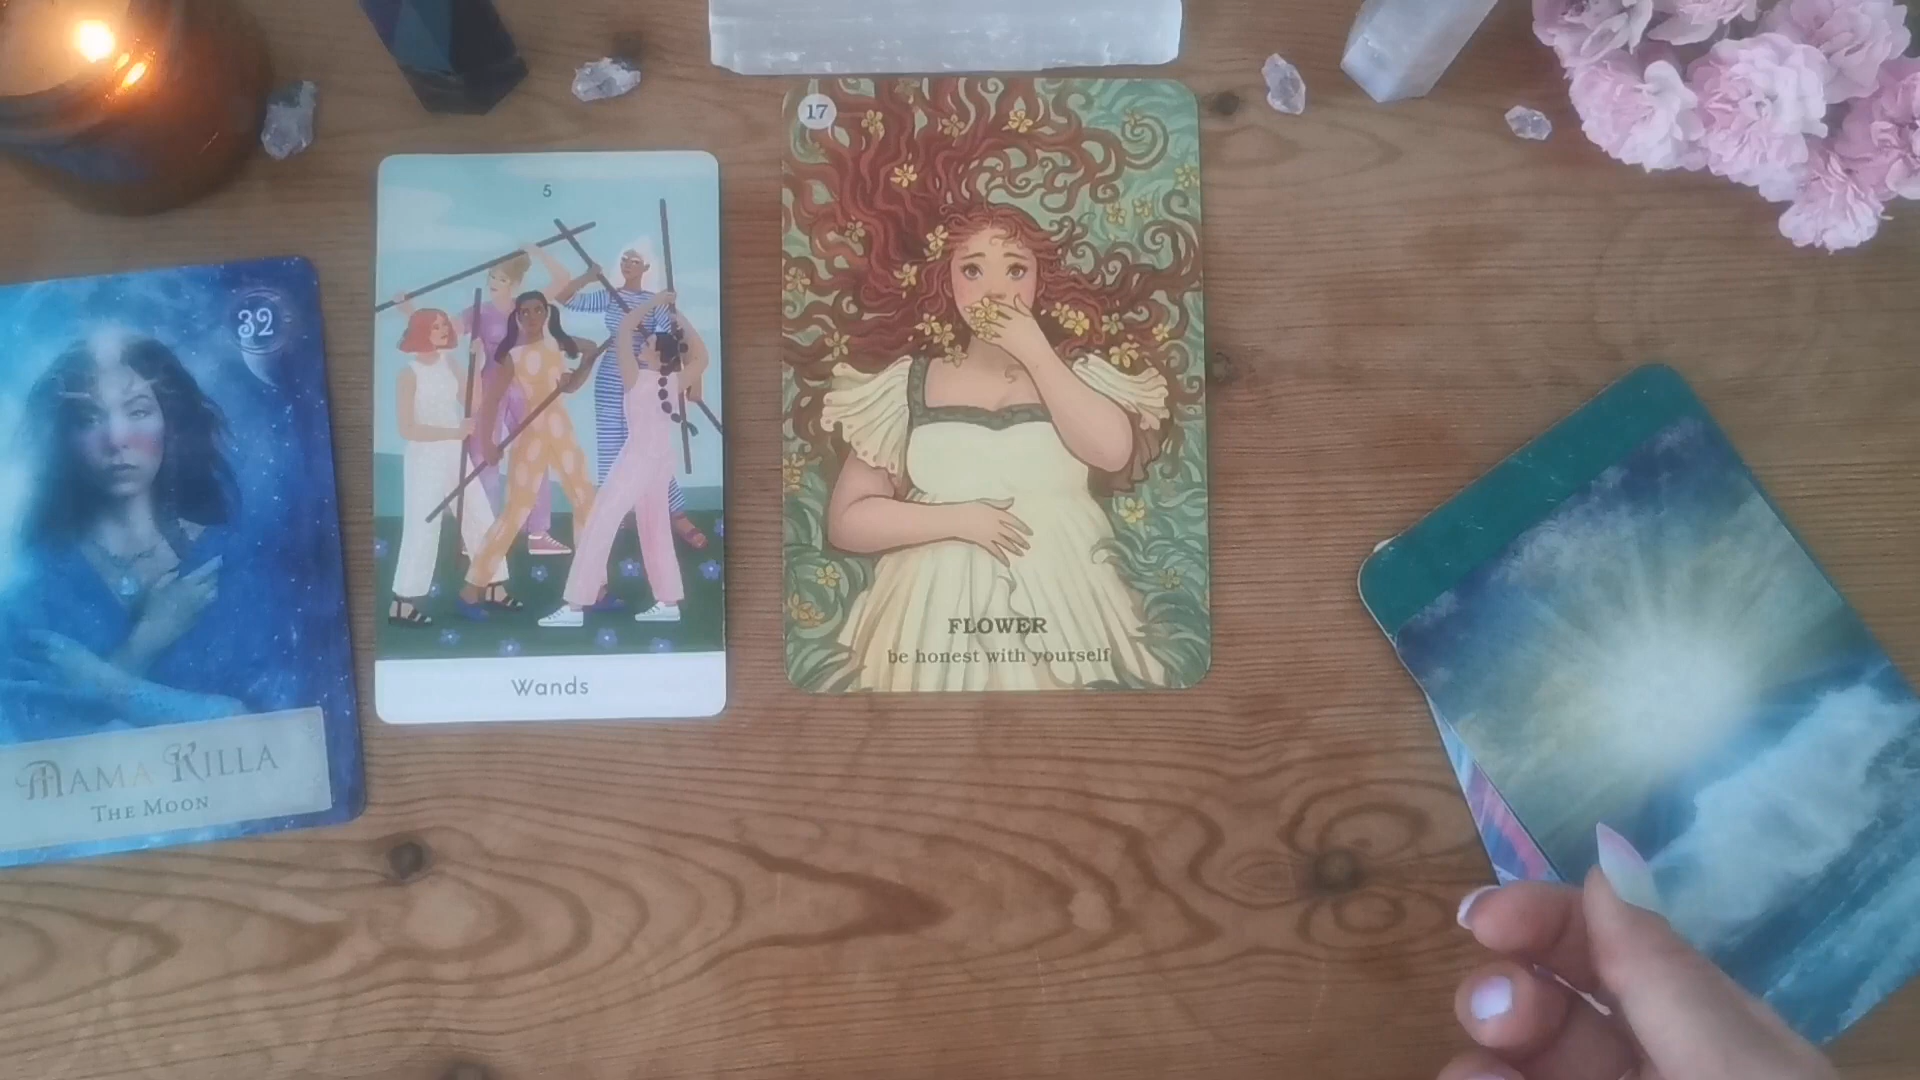 32
MAMA KILLA
THE MOON
5
Wands
17
FLOWER
be honest with yourself